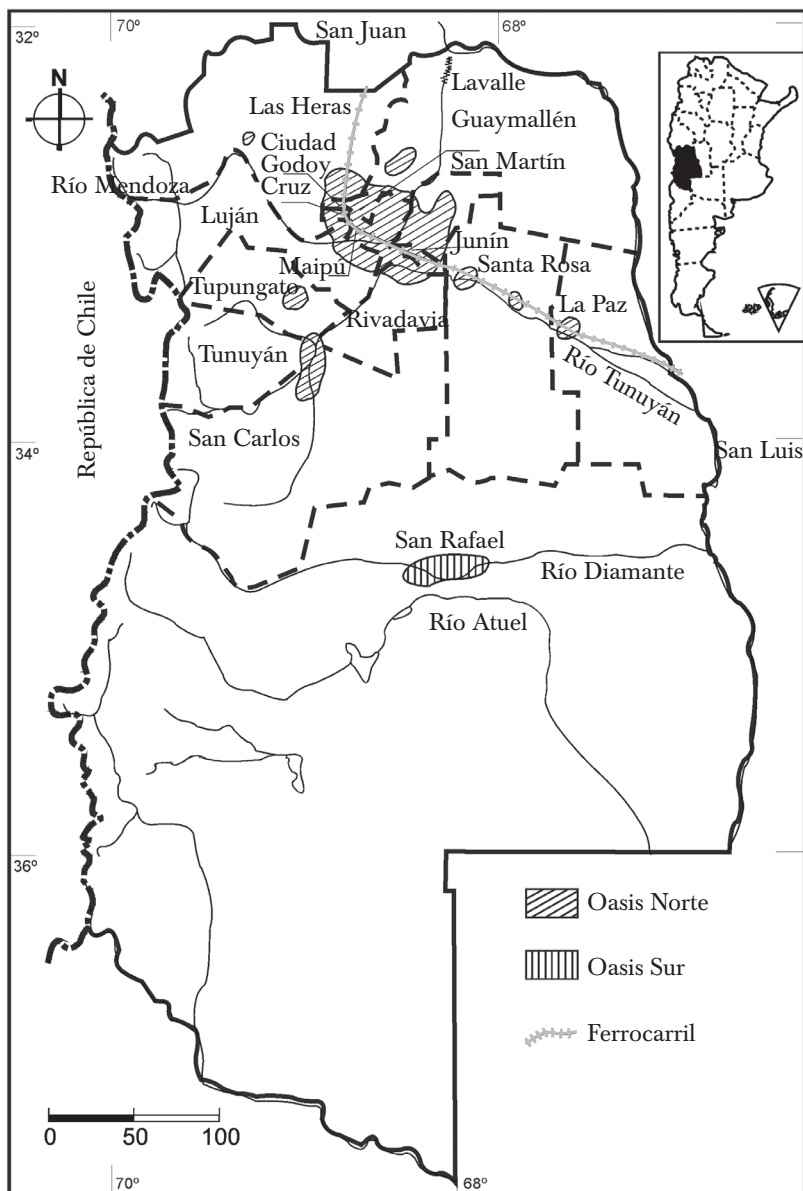 32º
70º
San Juan
68º
N
Las Heras
Lavalle
Guaymallén
Ciudad
Godoy
Cruz
San Martín
Río Mendoza
Luján
Maipú
Junín
Santa Rosa
Tupungato
La Paz
Rivadavia
Tunuyán
Río Tunuyán
República de Chile
San Carlos
34º
San Luis
San Rafael
Río Diamante
Río Atuel
36º
Oasis Norte
Oasis Sur
Ferrocarril
0 50 100
70º
68º